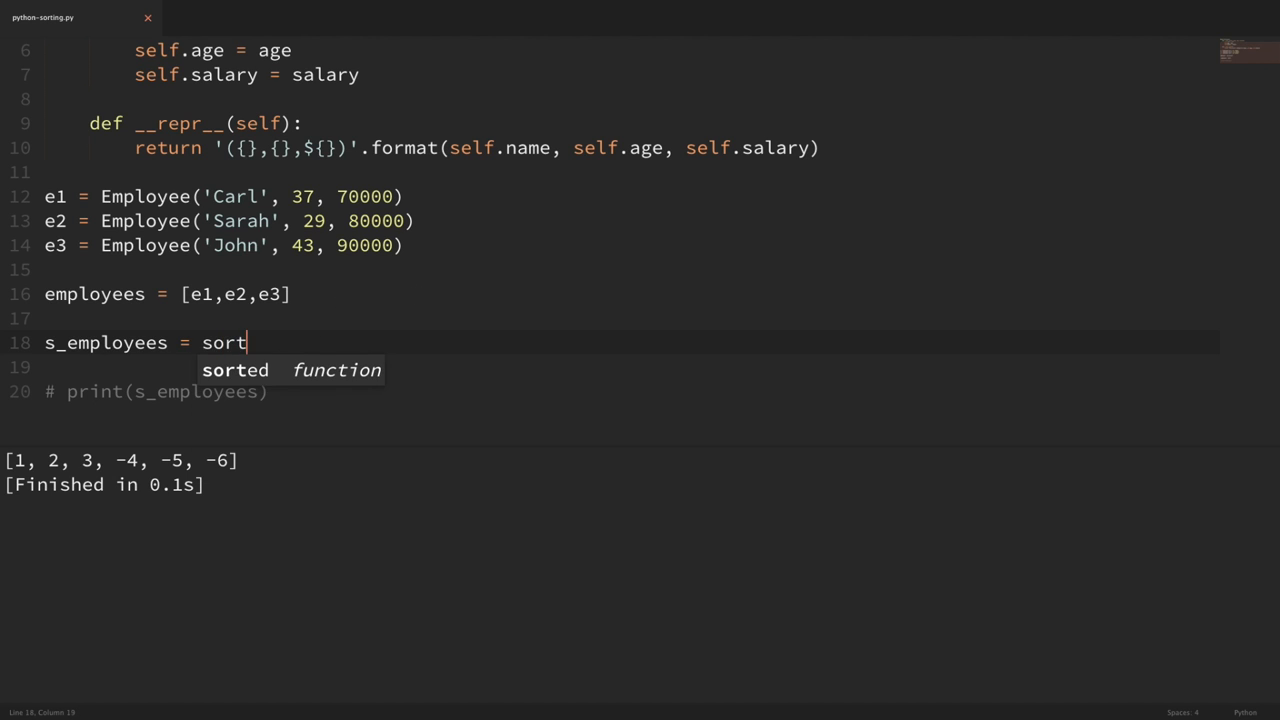 python-sorting.py ×
6 self.age = age
7 self.salary = salary
8
9 def __repr__(self):
10 return '({},{},${})'.format(self.name, self.age, self.salary)
11
12 e1 = Employee('Carl', 37, 70000)
13 e2 = Employee('Sarah', 29, 80000)
14 e3 = Employee('John', 43, 90000)
15
16 employees = [e1,e2,e3]
17
18 s_employees = sort
19 sorted function
20 # print(s_employees)
[1, 2, 3, -4, -5, -6]
[Finished in 0.1s]
Line 18, Column 19 Spaces: 4 Python